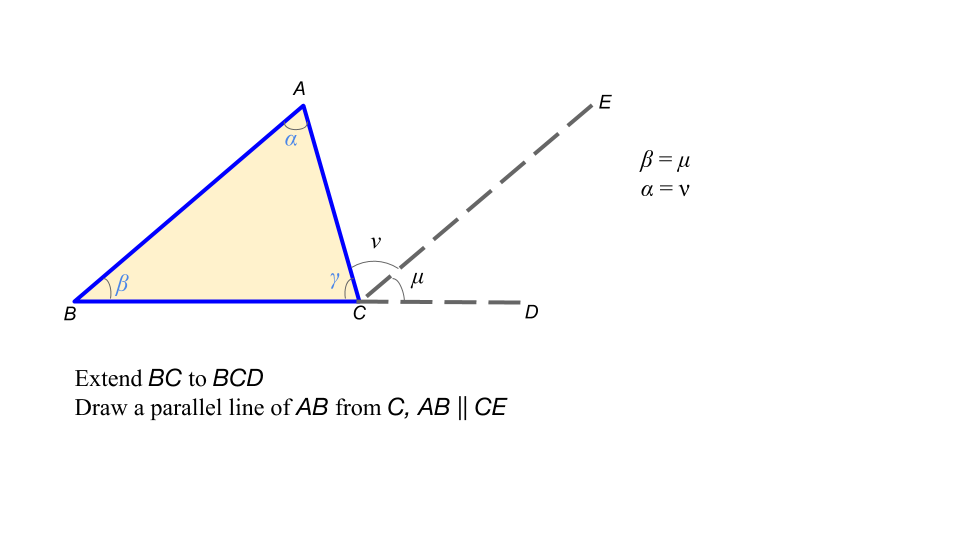 A
E
β = μ
α = ν
α
ν
β
γ
μ
B
C
D
Extend BC to BCD
Draw a parallel line of AB from C, AB || CE